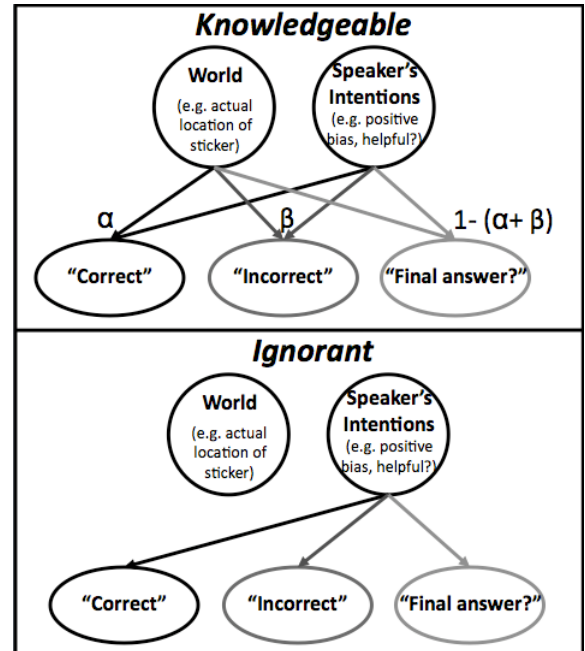 Knowledgeable
World
(e.g. actual
location of
sticker)
Speaker's
Intentions
(e.g. positive
bias, helpful?)
α
β
1- (α+ β)
"Correct"
"Incorrect"
"Final answer?"
Ignorant
World
(e.g. actual
location of
sticker)
Speaker's
Intentions
(e.g. positive
bias, helpful?)
"Correct"
"Incorrect"
"Final answer?"